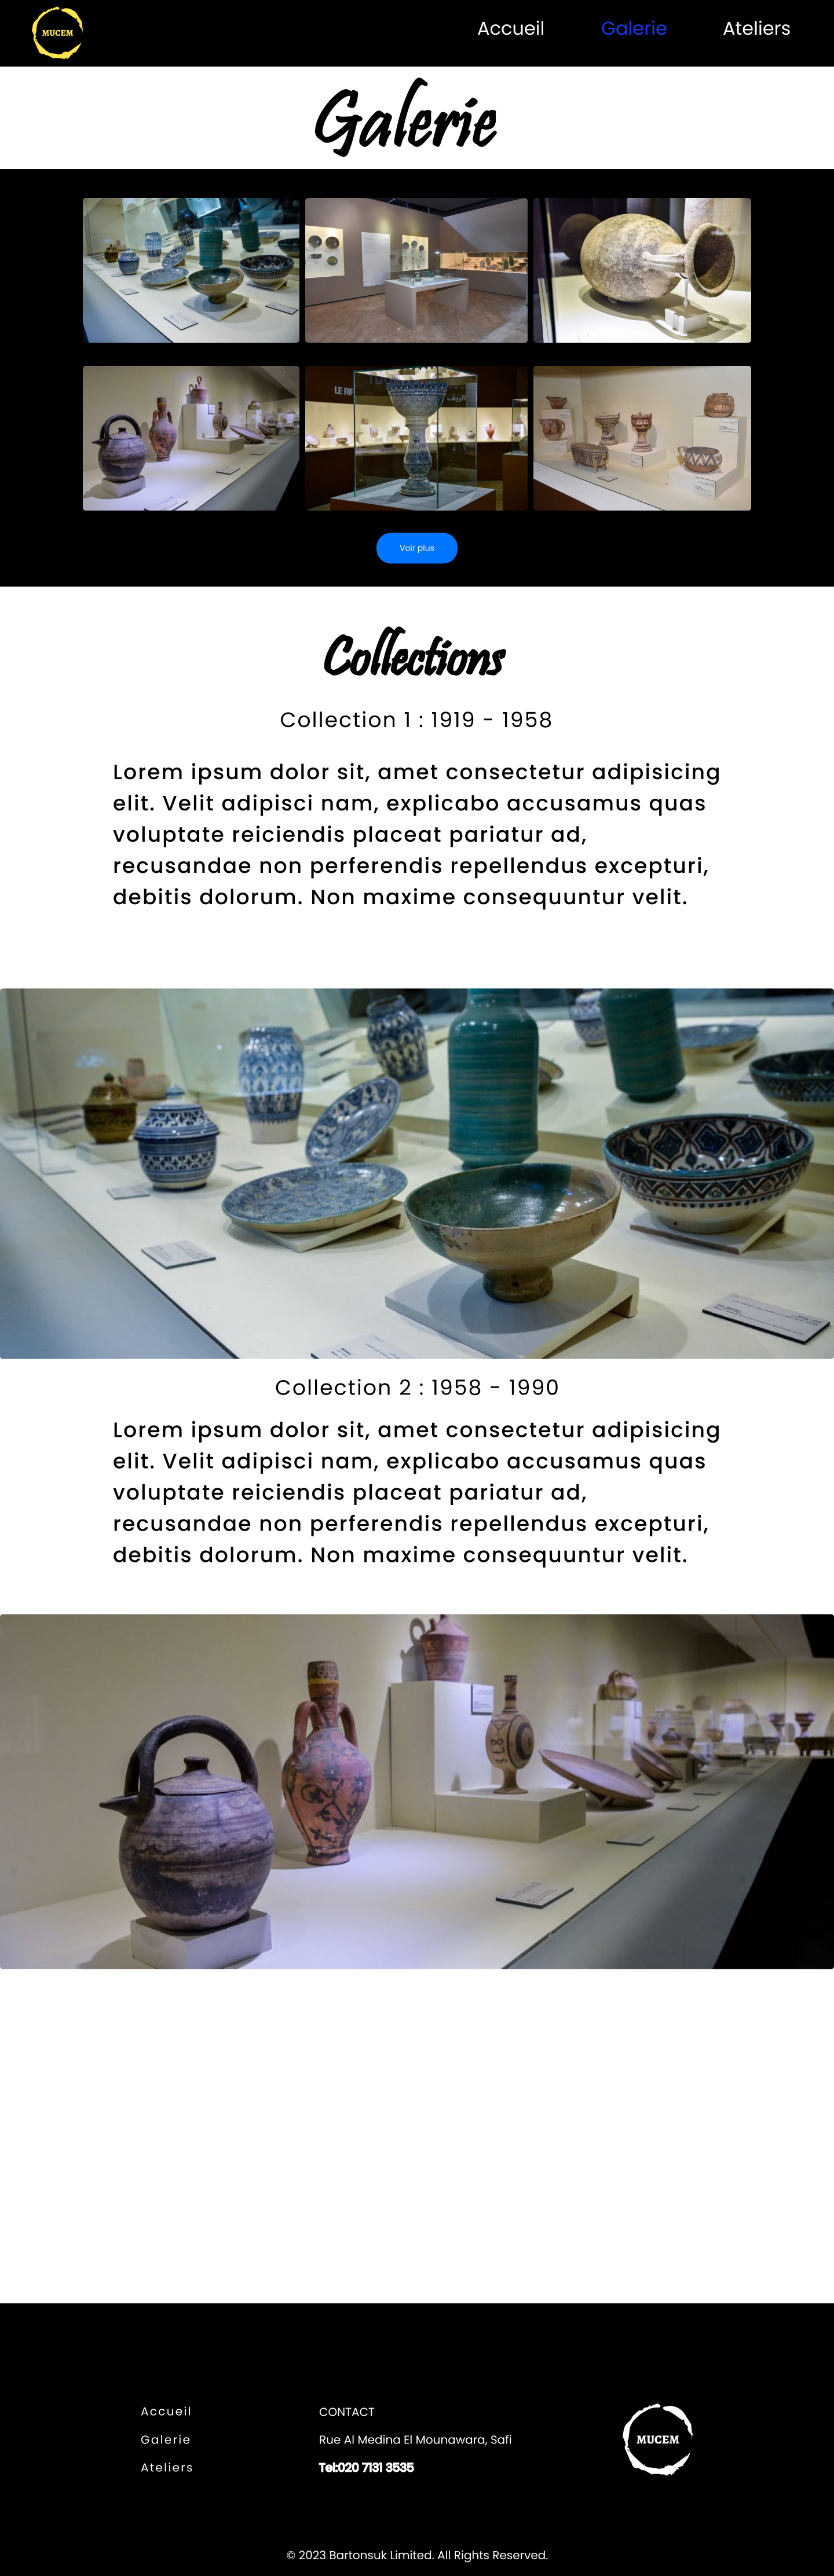 MUCEM
Accueil Galerie Ateliers
Galerie
LE RIF
الريف
Voir plus
Collections
Collection 1 : 1919 - 1958
Lorem ipsum dolor sit, amet consectetur adipisicing
elit. Velit adipisci nam, explicabo accusamus quas
voluptate reiciendis placeat pariatur ad,
recusandae non perferendis repellendus excepturi,
debitis dolorum. Non maxime consequuntur velit.
Collection 2 : 1958 - 1990
Lorem ipsum dolor sit, amet consectetur adipisicing
elit. Velit adipisci nam, explicabo accusamus quas
voluptate reiciendis placeat pariatur ad,
recusandae non perferendis repellendus excepturi,
debitis dolorum. Non maxime consequuntur velit.
Accueil
Galerie
Ateliers
CONTACT
Rue Al Medina El Mounawara, Safi
Tel:020 7131 3535
MUCEM
© 2023 Bartonsuk Limited. All Rights Reserved.